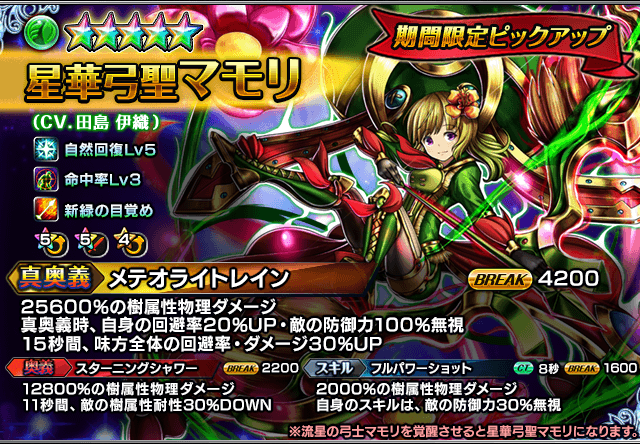 期間限定ピックアップ
星華弓聖マモリ
(CV.田島 伊織)
自然回復Lv5
命中率Lv3
新緑の目覚め
5 5 4
真奥義 メテオライトレイン BREAK 4200
25600%の樹属性物理ダメージ
真奥義時、自身の回避率20%UP・敵の防御力100%無視
15秒間、味方全体の回避率・ダメージ30%UP
奥義 スターニングシャワー BREAK 2200
12800%の樹属性物理ダメージ
11秒間、敵の樹属性耐性30%DOWN
スキル フルパワーショット CT 8秒 BREAK 1600
2000%の樹属性物理ダメージ
自身のスキルは、敵の防御力30%無視
※流星の弓士マモリを覚醒させると星華弓聖マモリになります。